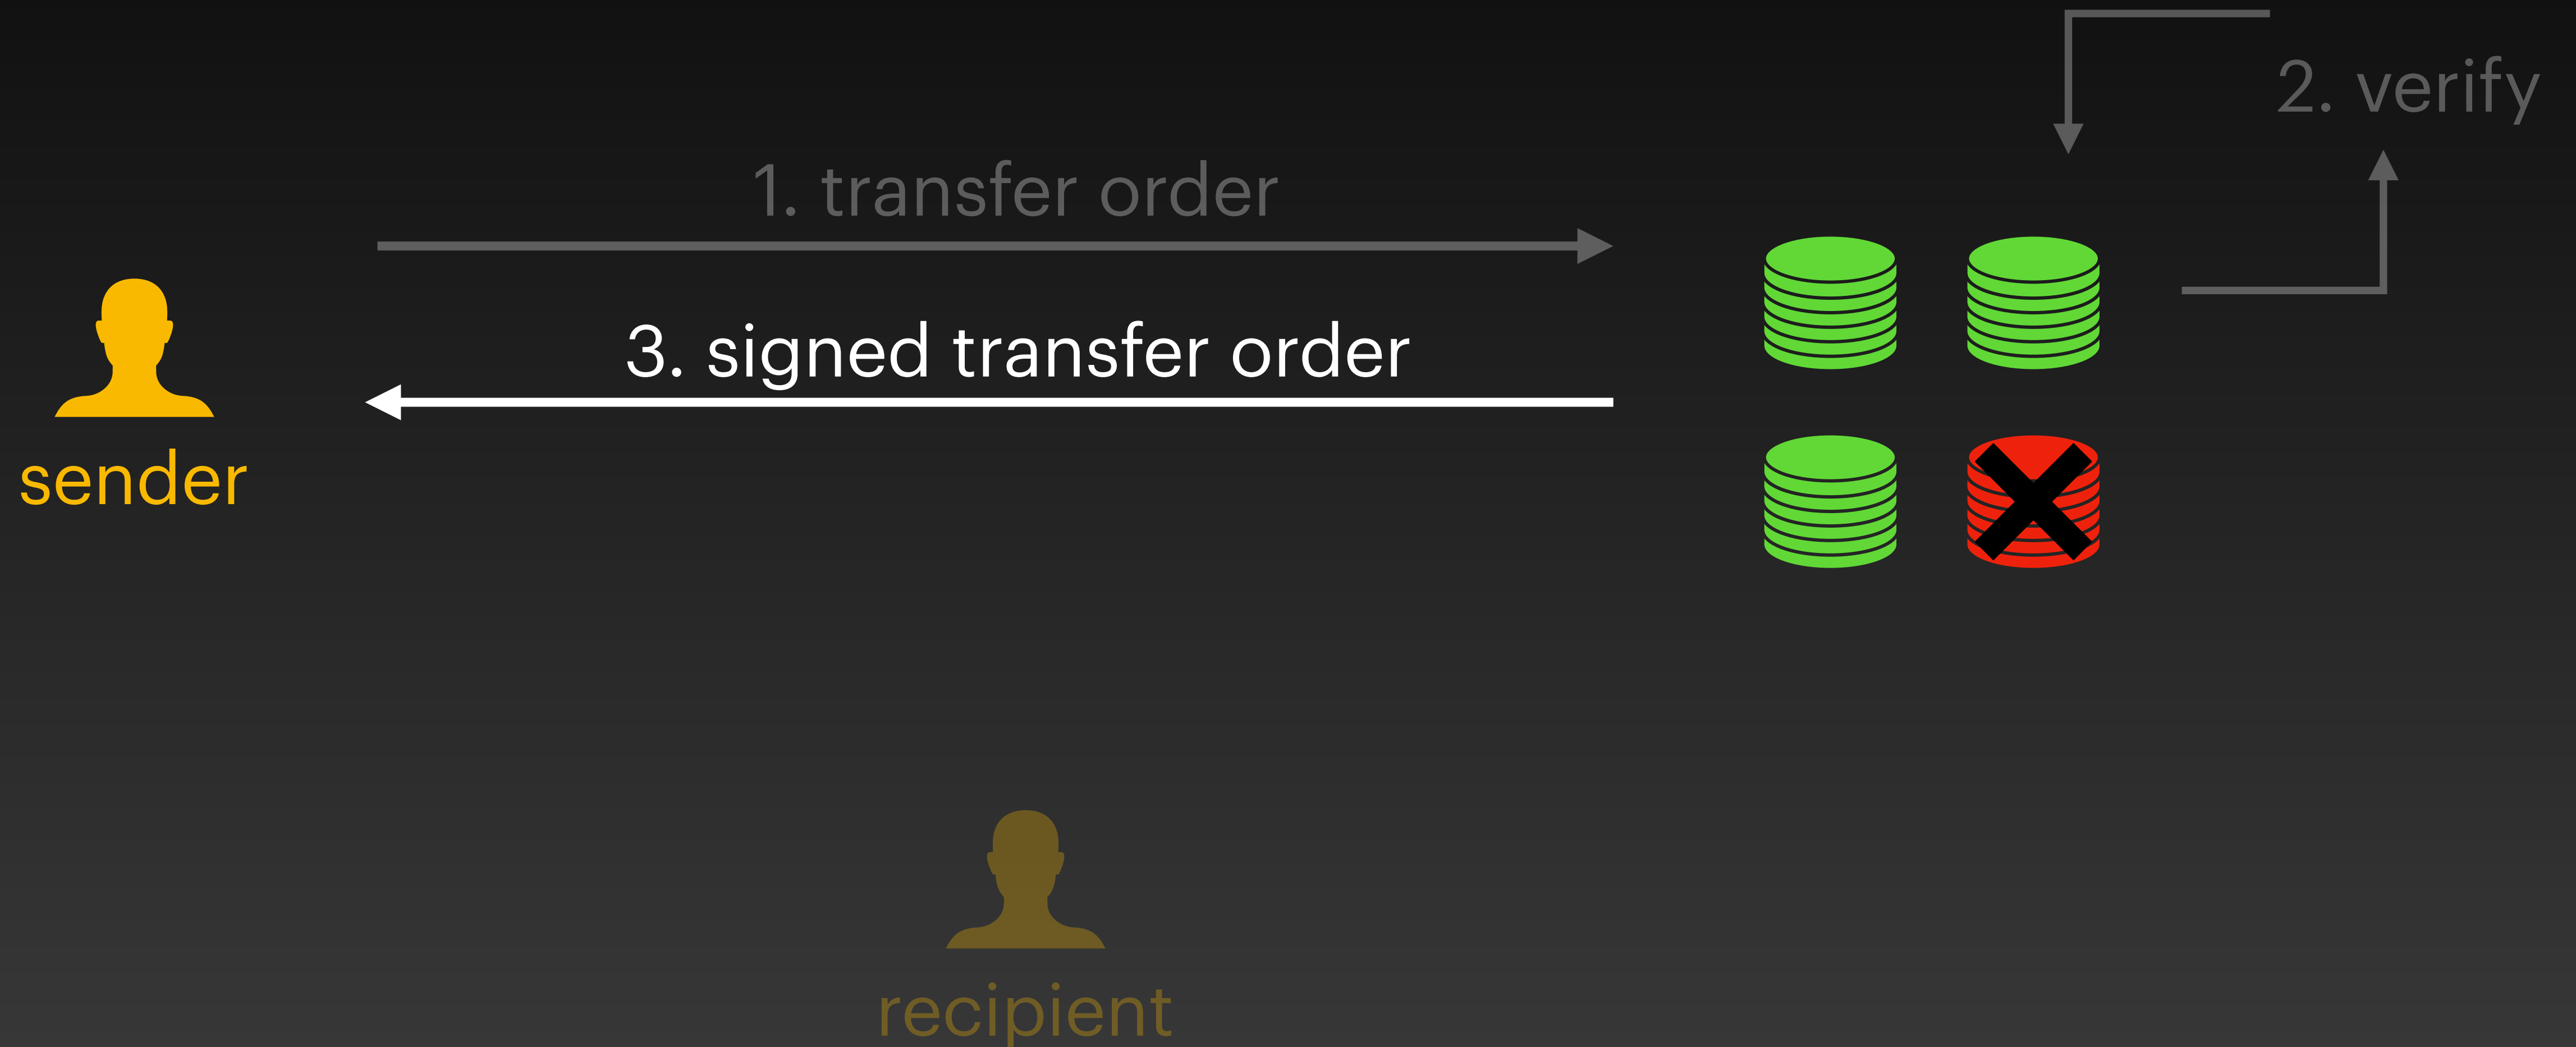 2. verify
1. transfer order
3. signed transfer order
sender
recipient